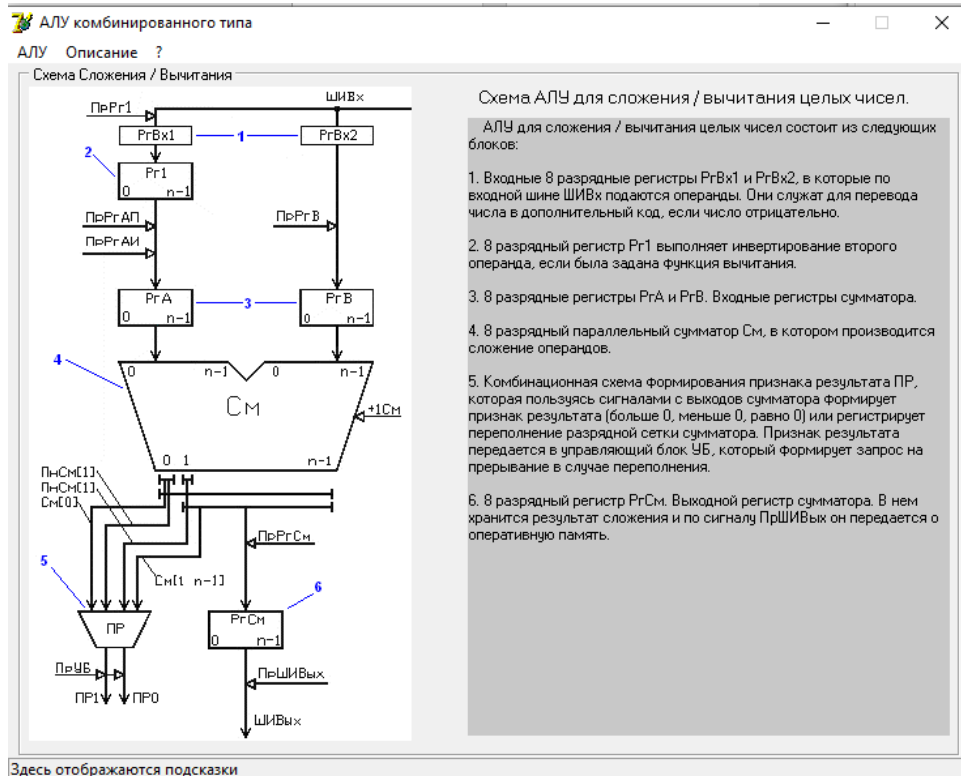 АЛУ комбинированного типа
АЛУ Описание ?
Схема Сложения / Вычитания
ШИВх
ПрРг1
РгВх1
1
РгВх2
2
Рг1
0 n-1
ПрРгАП
ПрРгВ
ПрРгАИ
РгА
3
РгВ
0 n-1
0 n-1
4
0 n-1 0 n-1
См
+1См
0 1 n-1
ПнСм[1]
ПнСм[1]
См[0]
ПрРгСм
5
См[1 n-1]
6
ПР
РгСм
0 n-1
ПрУБ
ПрШИВых
ПР1 ПР0
ШИВых
Схема АЛУ для сложения / вычитания целых чисел.
АЛУ для сложения / вычитания целых чисел состоит из следующих
блоков:
1. Входные 8 разрядные регистры РгВх1 и РгВх2, в которые по
входной шине ШИВх подаются операнды. Они служат для перевода
числа в дополнительный код, если число отрицательно.
2. 8 разрядный регистр Рг1 выполняет инвертирование второго
операнда, если была задана функция вычитания.
3. 8 разрядные регистры РгА и РгВ. Входные регистры сумматора.
4. 8 разрядный параллельный сумматор См, в котором производится
сложение операндов.
5. Комбинационная схема формирования признака результата ПР,
которая пользуясь сигналами с выходов сумматора формирует
признак результата (больше 0, меньше 0, равно 0) или регистрирует
переполнение разрядной сетки сумматора. Признак результата
передается в управляющий блок УБ, который формирует запрос на
прерывание в случае переполнения.
6. 8 разрядный регистр РгСм. Выходной регистр сумматора. В нем
хранится результат сложения и по сигналу ПрШИВых он передается о
оперативную память.
Здесь отображаются подсказки